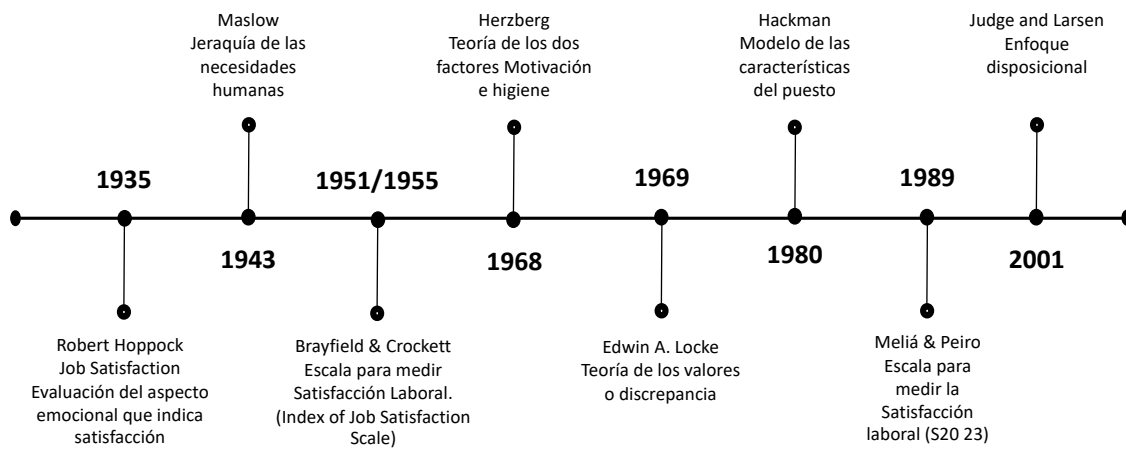 Maslow
Jeraquía de las
necesidades
humanas
Herzberg
Teoría de los dos
factores Motivación
e higiene
Hackman
Modelo de las
características
del puesto
Judge and Larsen
Enfoque
disposicional
1935
1951/1955
1969
1989
1943
1968
1980
2001
Robert Hoppock
Job Satisfaction
Evaluación del aspecto
emocional que indica
satisfacción
Brayfield & Crockett
Escala para medir
Satisfacción Laboral.
(Index of Job Satisfaction
Scale)
Edwin A. Locke
Teoría de los valores
o discrepancia
Meliá & Peiro
Escala para
medir la
Satisfacción
laboral (S20 23)